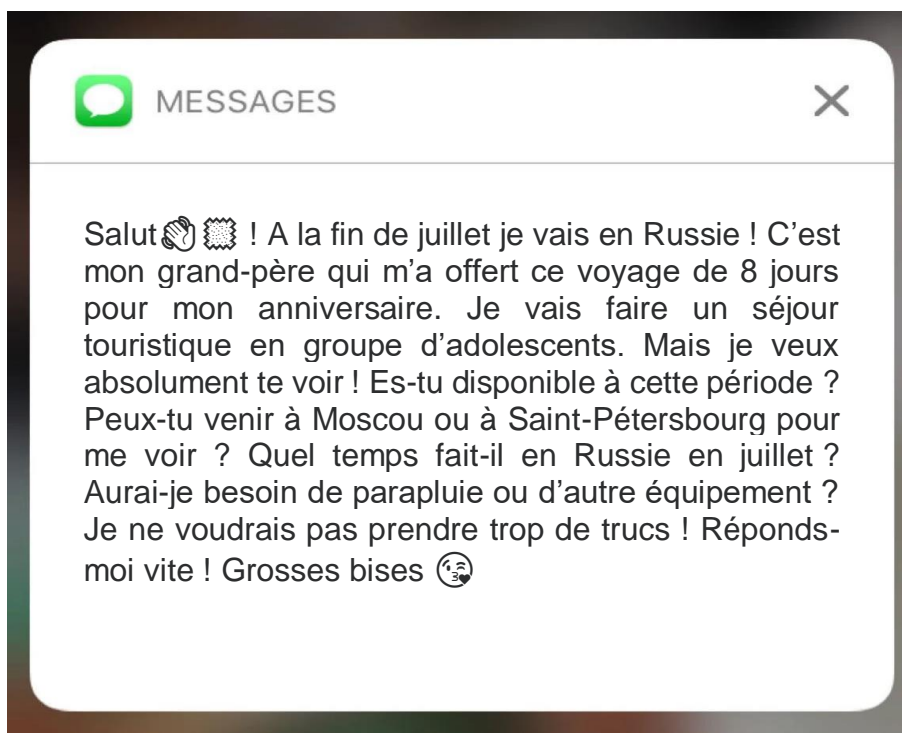 MESSAGES
Salut👋🏻 ! A la fin de juillet je vais en Russie ! C’est
mon grand-père qui m’a offert ce voyage de 8 jours
pour mon anniversaire. Je vais faire un séjour
touristique en groupe d’adolescents. Mais je veux
absolument te voir ! Es-tu disponible à cette période ?
Peux-tu venir à Moscou ou à Saint-Pétersbourg pour
me voir ? Quel temps fait-il en Russie en juillet ?
Aurai-je besoin de parapluie ou d’autre équipement ?
Je ne voudrais pas prendre trop de trucs ! Réponds-
moi vite ! Grosses bises 😘